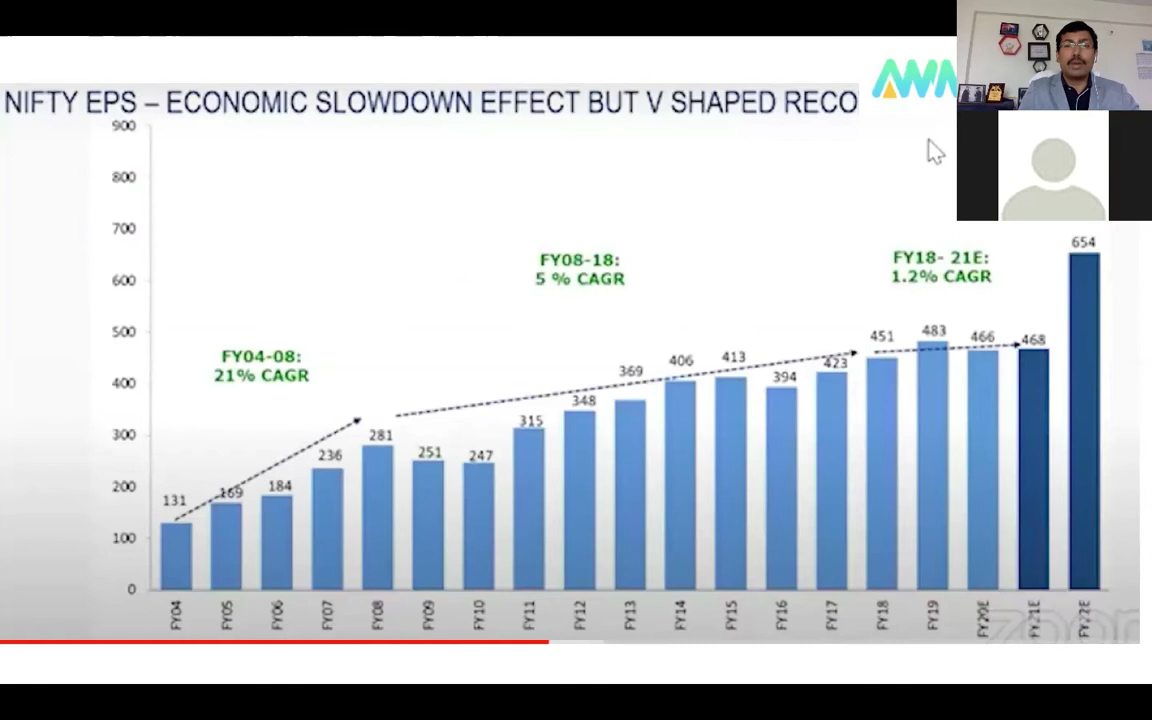 NIFTY EPS – ECONOMIC SLOWDOWN EFFECT BUT V SHAPED RECO
AWM
900
800
700
600
500
400
300
200
100
0
FY04-08:
21% CAGR
FY08-18:
5 % CAGR
FY18- 21E:
1.2% CAGR
131
169
184
236
281
251
247
315
348
369
406
413
394
423
451
483
466
468
654
FY04
FY05
FY06
FY07
FY08
FY09
FY10
FY11
FY12
FY13
FY14
FY15
FY16
FY17
FY18
FY19
FY20E
FY21E
FY22E
zoom